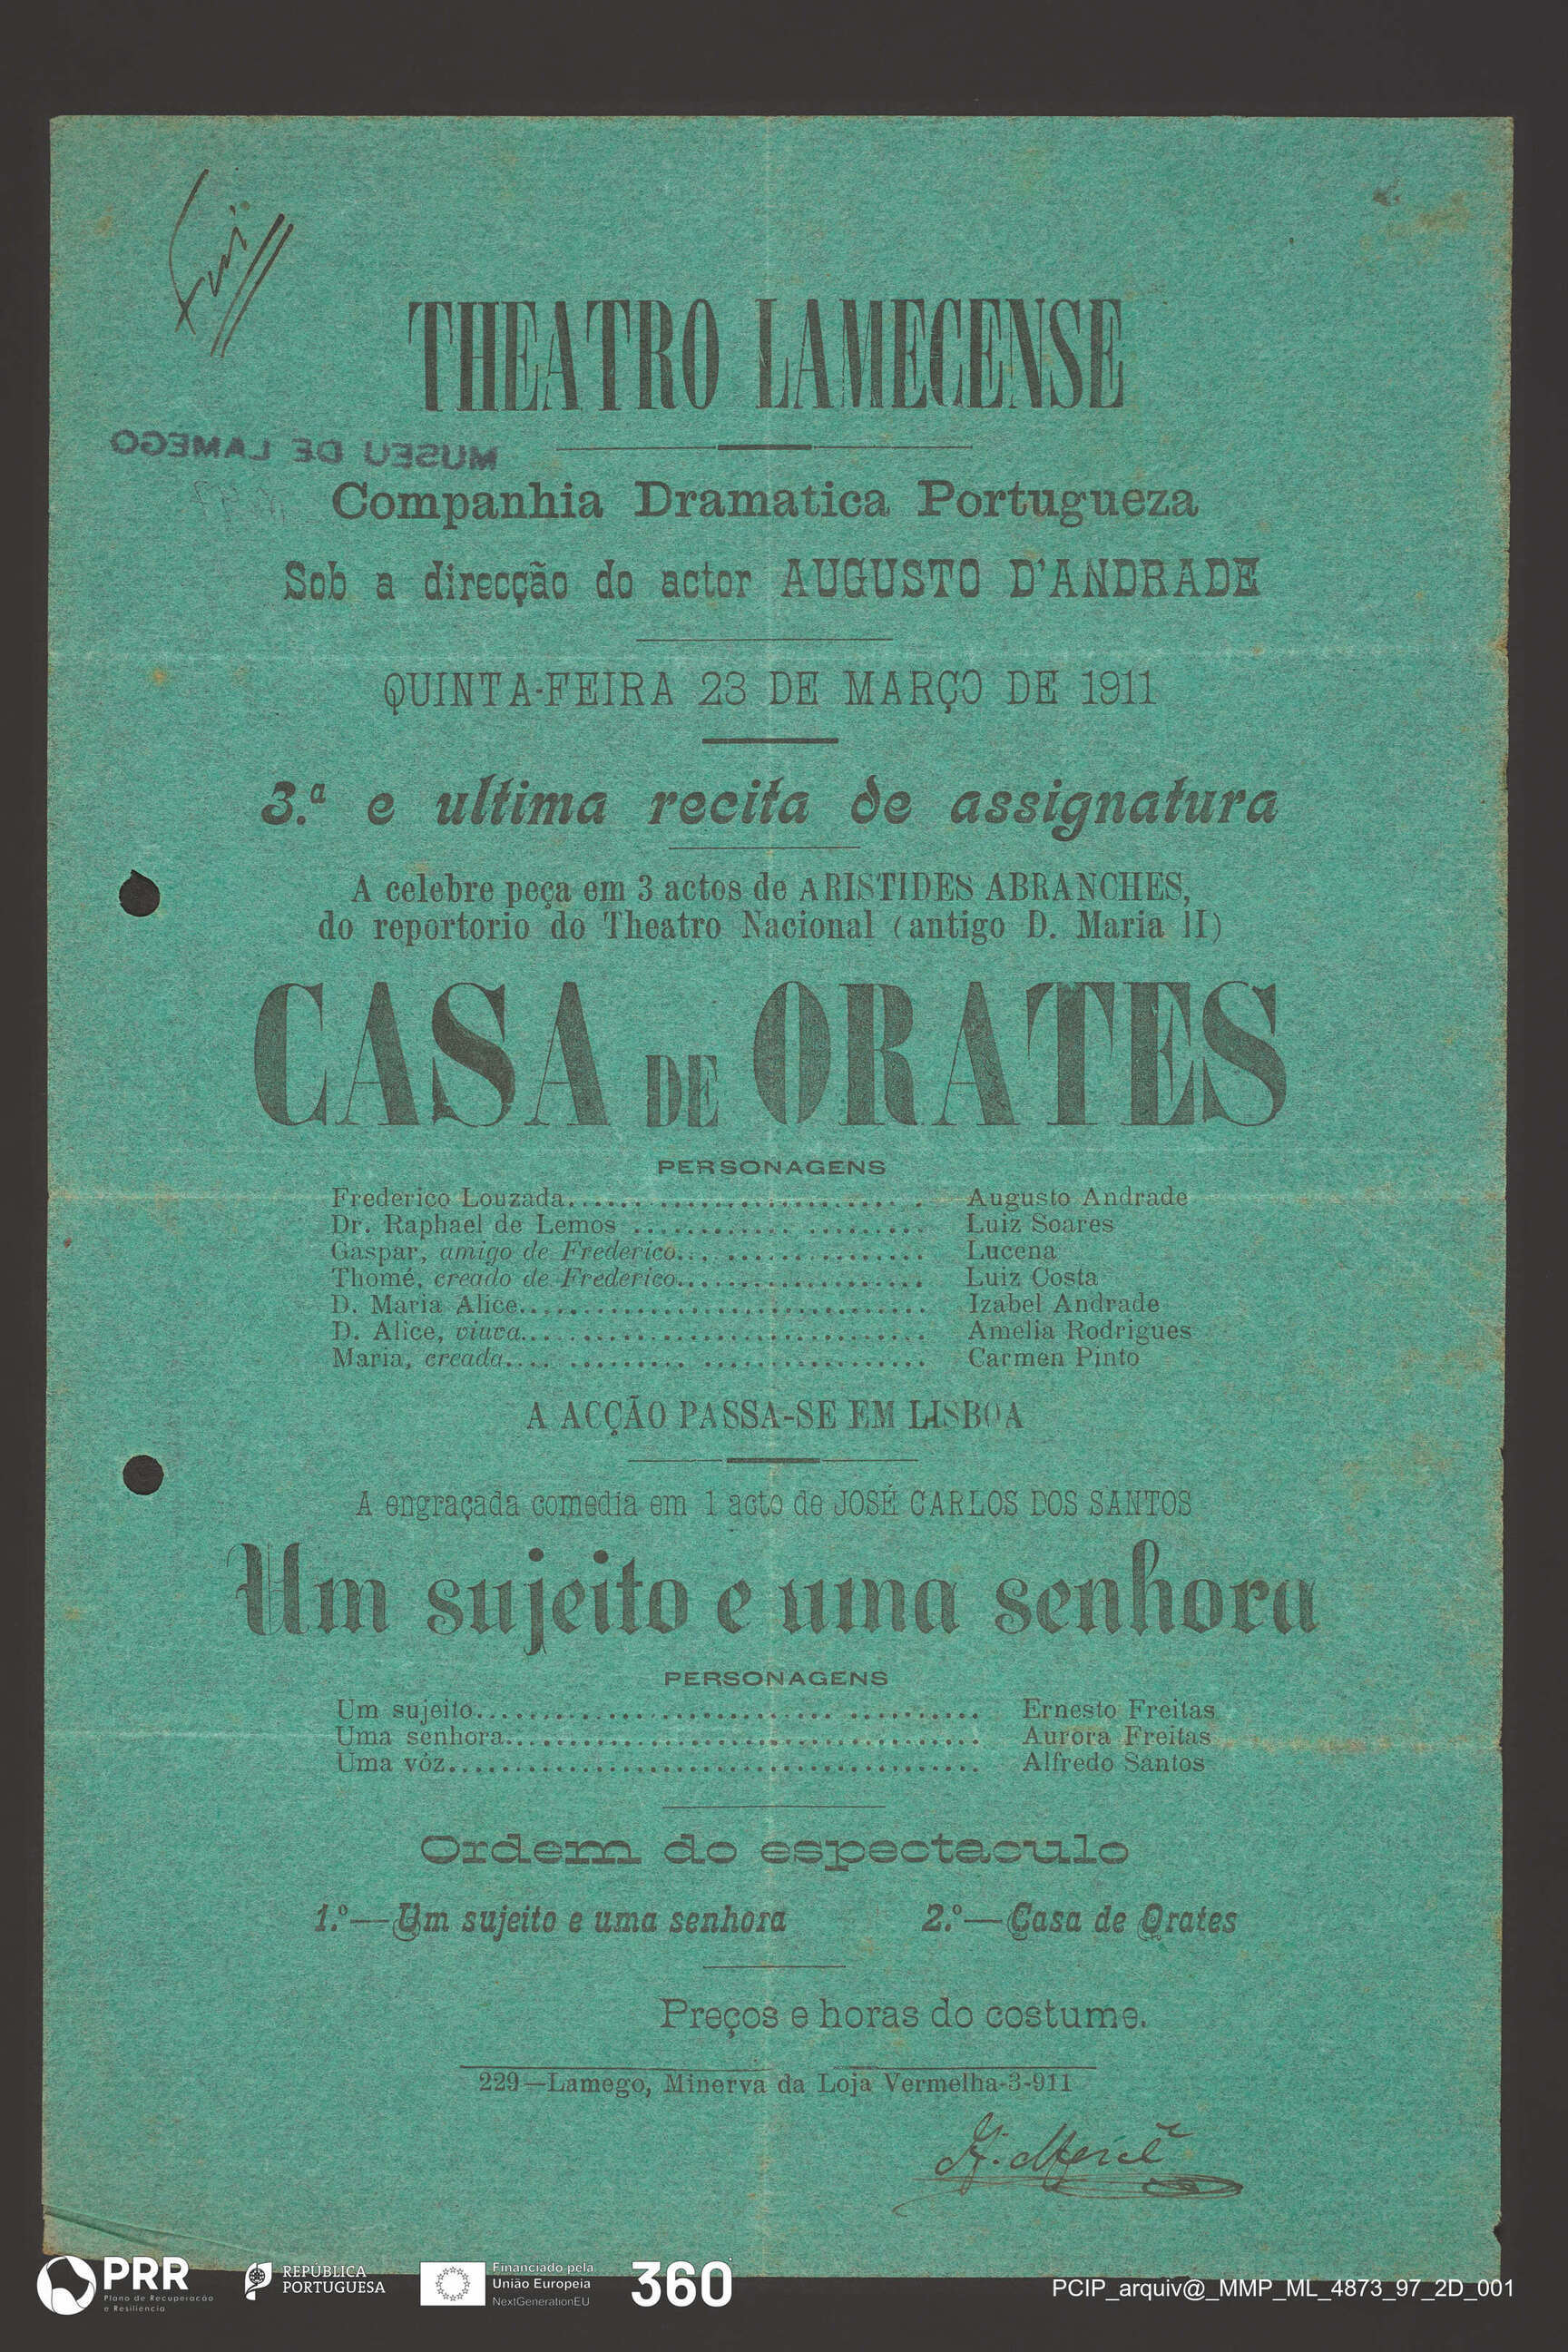 Fui
THEATRO LAMECENSE
MUSEU DE LAMEGO
Companhia Dramatica Portugueza
Sob a direcção do actor AUGUSTO D'ANDRADE
QUINTA-FEIRA 23 DE MARÇO DE 1911
3.ª e ultima recita de assignatura
A celebre peça em 3 actos de ARISTIDES ABRANCHES,
do reportorio do Theatro Nacional (antigo D. Maria II)
CASA DE ORATES
PERSONAGENS
Frederico Louzada.............................. Augusto Andrade
Dr. Raphael de Lemos .......................... Luiz Soares
Gaspar, amigo de Frederico..................... Lucena
Thomé, creado de Frederico..................... Luiz Costa
D. Maria Alice................................. Izabel Andrade
D. Alice, viuva................................ Amelia Rodrigues
Maria, creada.................................. Carmen Pinto
A ACÇÃO PASSA-SE EM LISBOA
A engraçada comedia em 1 acto de JOSÉ CARLOS DOS SANTOS
Um sujeito e uma senhora
PERSONAGENS
Um sujeito..................................... Ernesto Freitas
Uma senhora.................................... Aurora Freitas
Uma vóz........................................ Alfredo Santos
Ordem do espectaculo
1.º—Um sujeito e uma senhora 2.º—Casa de Orates
Preços e horas do costume.
229—Lamego, Minerva da Loja Vermelha-3-911
PRR
Plano de Recuperação
e Resiliência
REPÚBLICA
PORTUGUESA
Financiado pela
União Europeia
NextGenerationEU
360
PCIP_arquiv@_MMP_ML_4873_97_2D_001